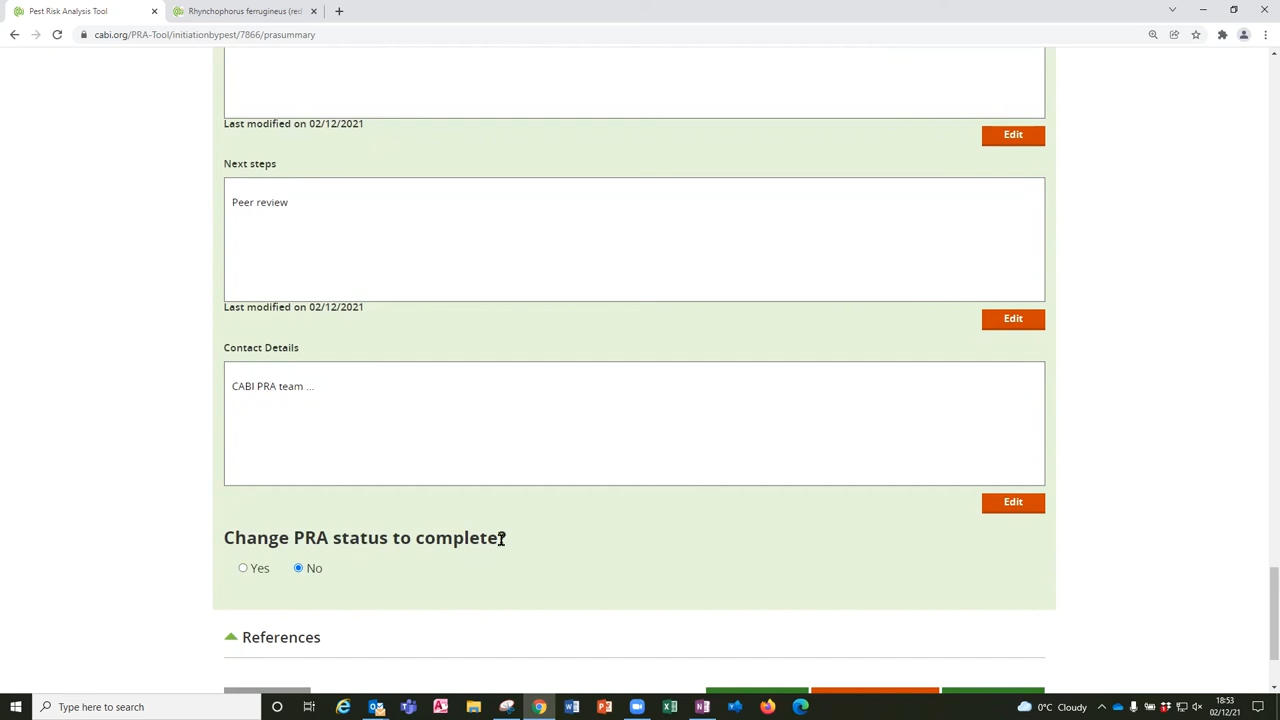 Pest Risk Analysis Tool
Rhynchophorus ferrugineus (red
cabi.org/PRA-Tool/initiationbypest/7866/prasummary
Last modified on 02/12/2021
Edit
Next steps
Peer review
Last modified on 02/12/2021
Edit
Contact Details
CABI PRA team ...
Edit
Change PRA status to complete?
Yes No
References
Type here to search
0°C Cloudy
18:53
02/12/21